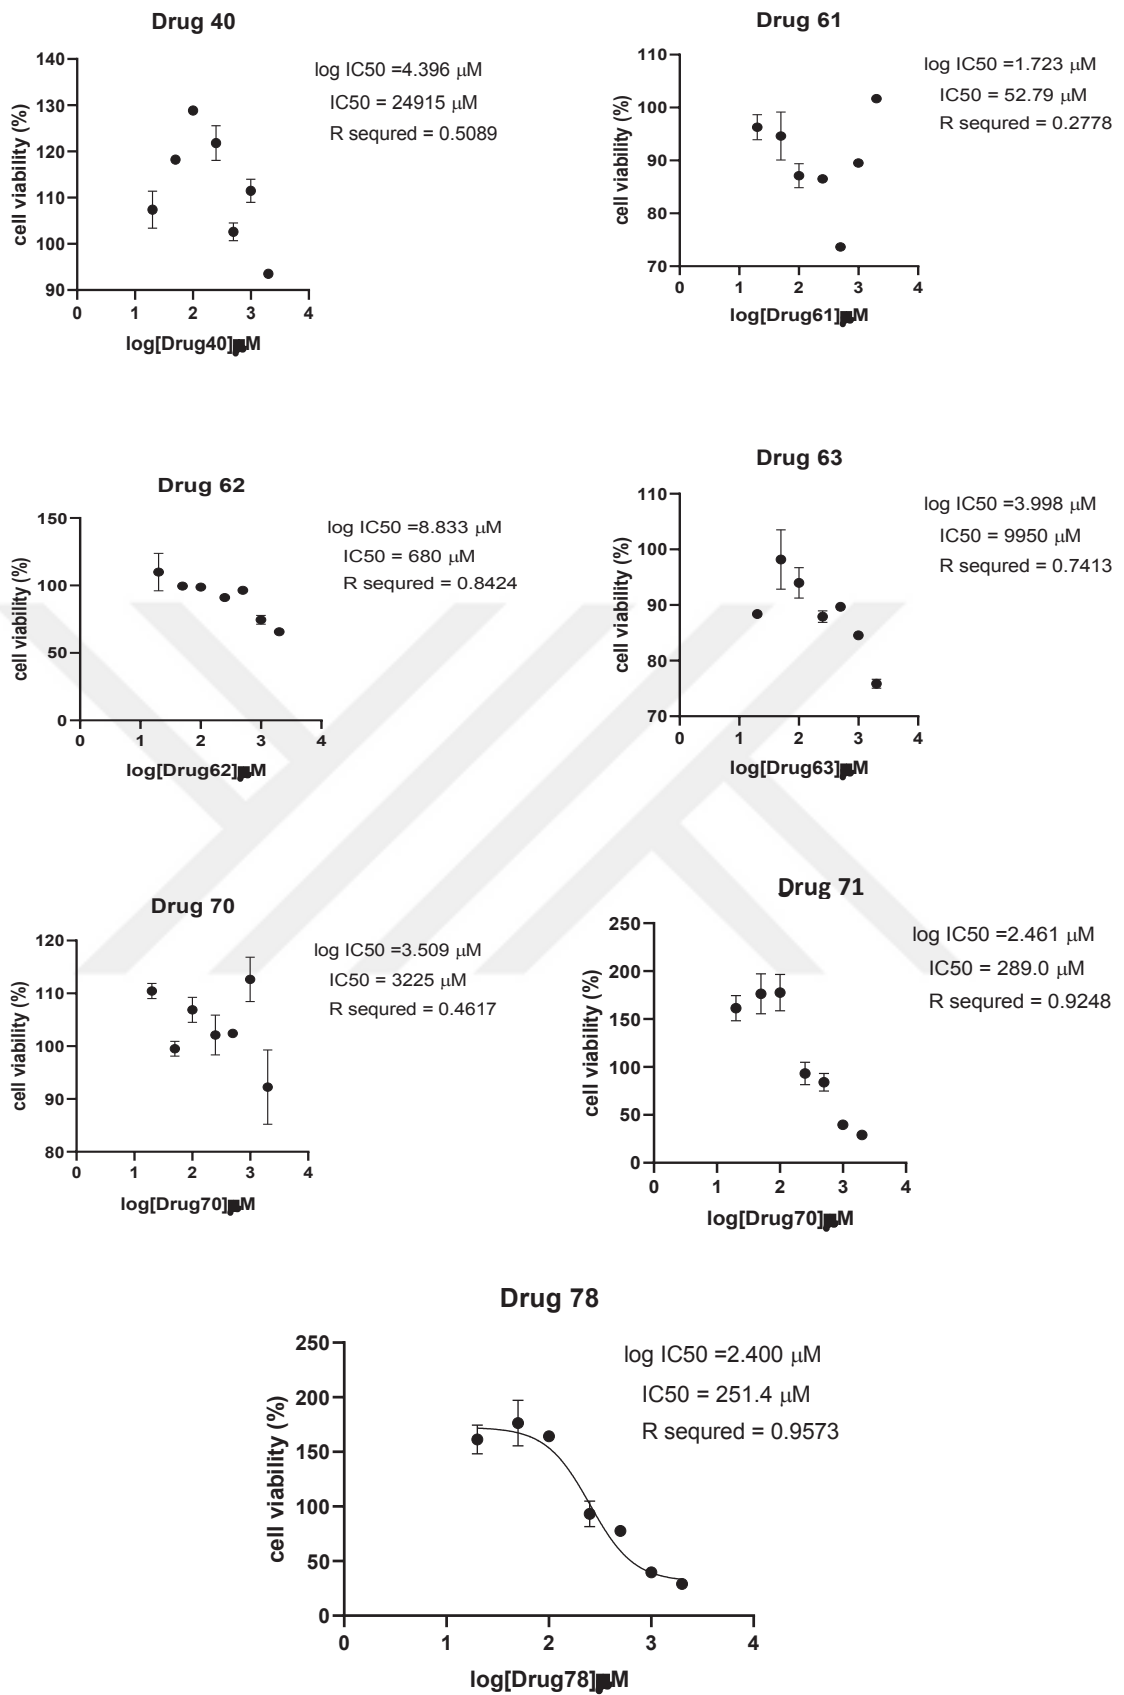 Drug 40
140
130
120
110
100
90
0 1 2 3 4
cell viability (%)
log[Drug40] µM
log IC50 =4.396 µM
IC50 = 24915 µM
R sequred = 0.5089
Drug 61
110
100
90
80
70
0 1 2 3 4
cell viability (%)
log[Drug61] µM
log IC50 =1.723 µM
IC50 = 52.79 µM
R sequred = 0.2778
Drug 62
150
100
50
0
0 1 2 3 4
cell viability (%)
log[Drug62] µM
log IC50 =8.833 µM
IC50 = 680 µM
R sequred = 0.8424
Drug 63
110
100
90
80
70
0 1 2 3 4
cell viability (%)
log[Drug63] µM
log IC50 =3.998 µM
IC50 = 9950 µM
R sequred = 0.7413
Drug 70
120
110
100
90
80
0 1 2 3 4
cell viability (%)
log[Drug70] µM
log IC50 =3.509 µM
IC50 = 3225 µM
R sequred = 0.4617
Drug 71
250
200
150
100
50
0
0 1 2 3 4
cell viability (%)
log[Drug70] µM
log IC50 =2.461 µM
IC50 = 289.0 µM
R sequred = 0.9248
Drug 78
250
200
150
100
50
0
0 1 2 3 4
cell viability (%)
log[Drug78] µM
log IC50 =2.400 µM
IC50 = 251.4 µM
R sequred = 0.9573